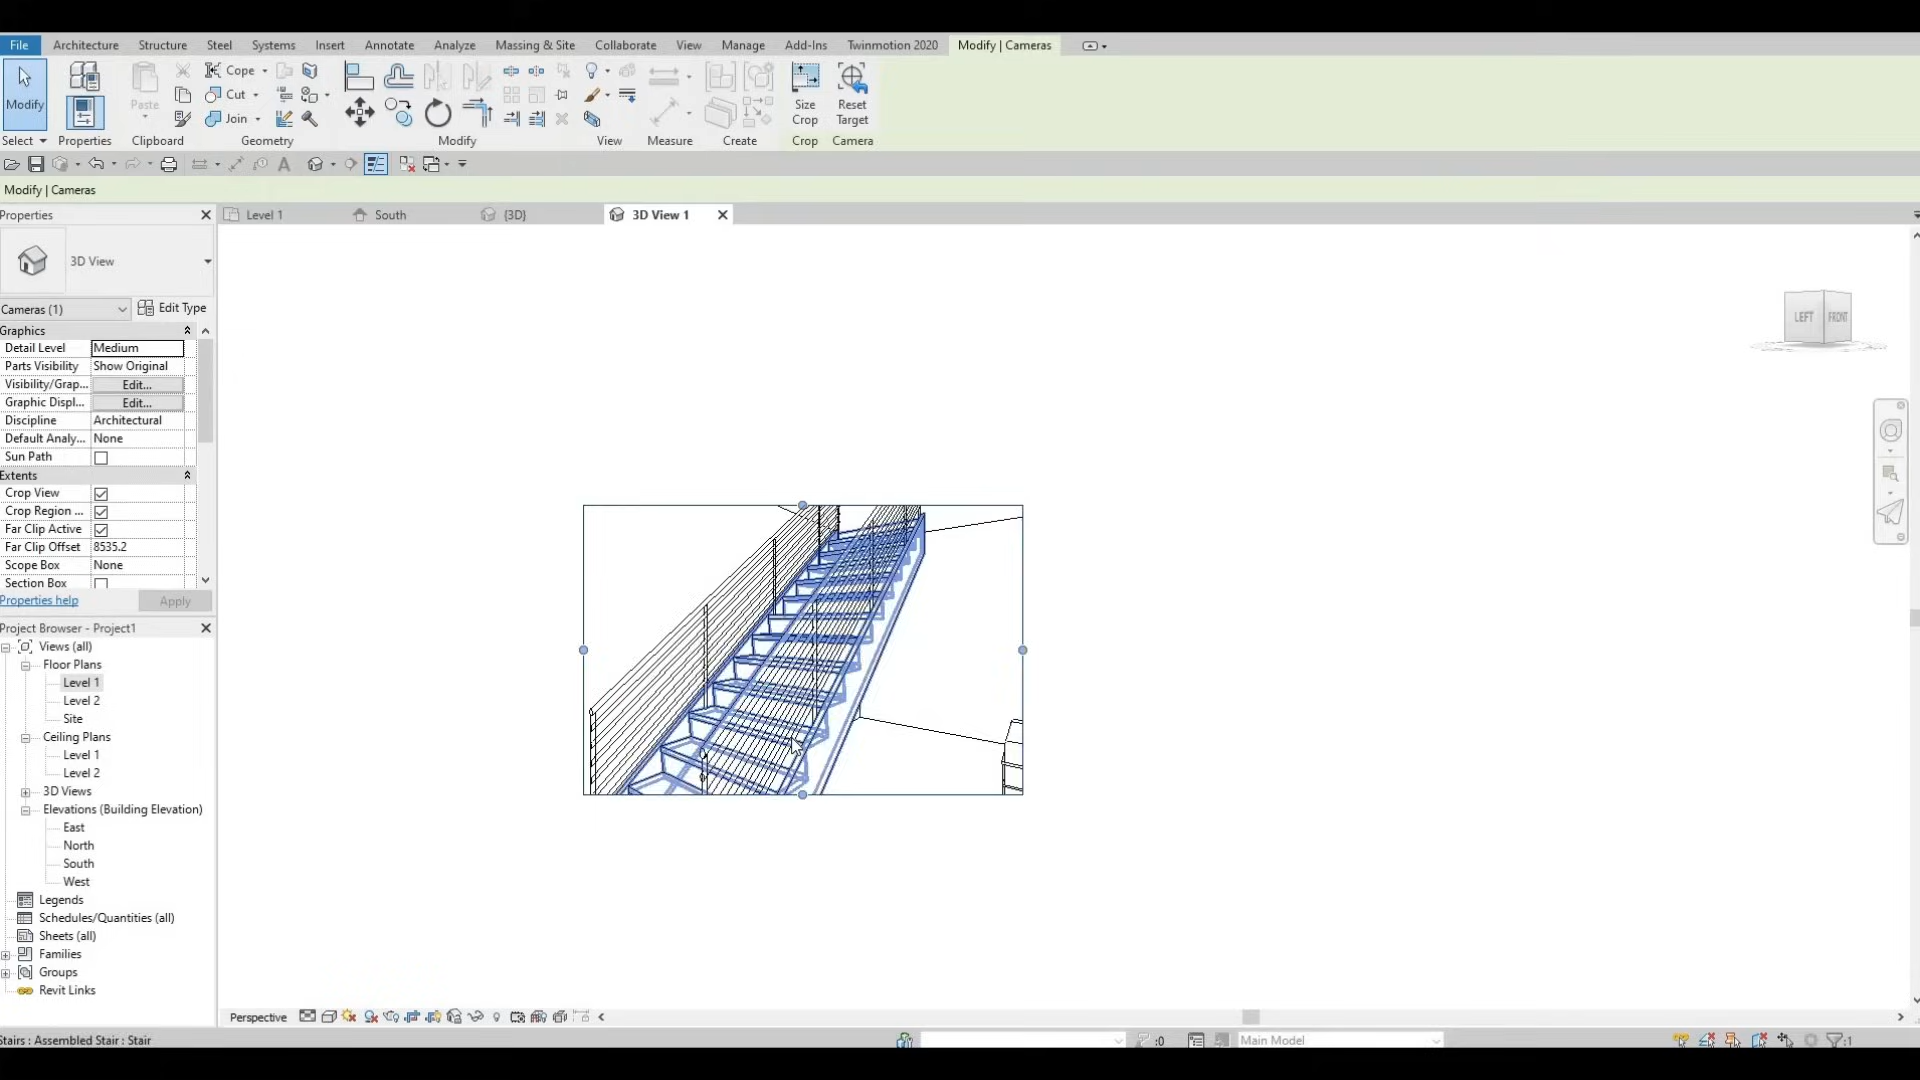 File Architecture Structure Steel Systems Insert Annotate Analyze Massing & Site Collaborate View Manage Add-Ins Twinmotion 2020 Modify | Cameras
Modify
Paste
Cope
Cut
Join
Size Crop
Reset Target
Select Properties Clipboard Geometry Modify View Measure Create Crop Camera
Modify | Cameras
Properties
Level 1 South {3D} 3D View 1
3D View
Cameras (1) Edit Type
Graphics
Detail Level Medium
Parts Visibility Show Original
Visibility/Grap... Edit...
Graphic Displ... Edit...
Discipline Architectural
Default Analy... None
Sun Path
Extents
Crop View
Crop Region ...
Far Clip Active
Far Clip Offset 8535.2
Scope Box None
Section Box
Properties help Apply
Project Browser - Project1
Views (all)
Floor Plans
Level 1
Level 2
Site
Ceiling Plans
Level 1
Level 2
3D Views
Elevations (Building Elevation)
East
North
South
West
Legends
Schedules/Quantities (all)
Sheets (all)
Families
Groups
Revit Links
LEFT FRONT
Perspective
Stairs : Assembled Stair : Stair :0 Main Model :1